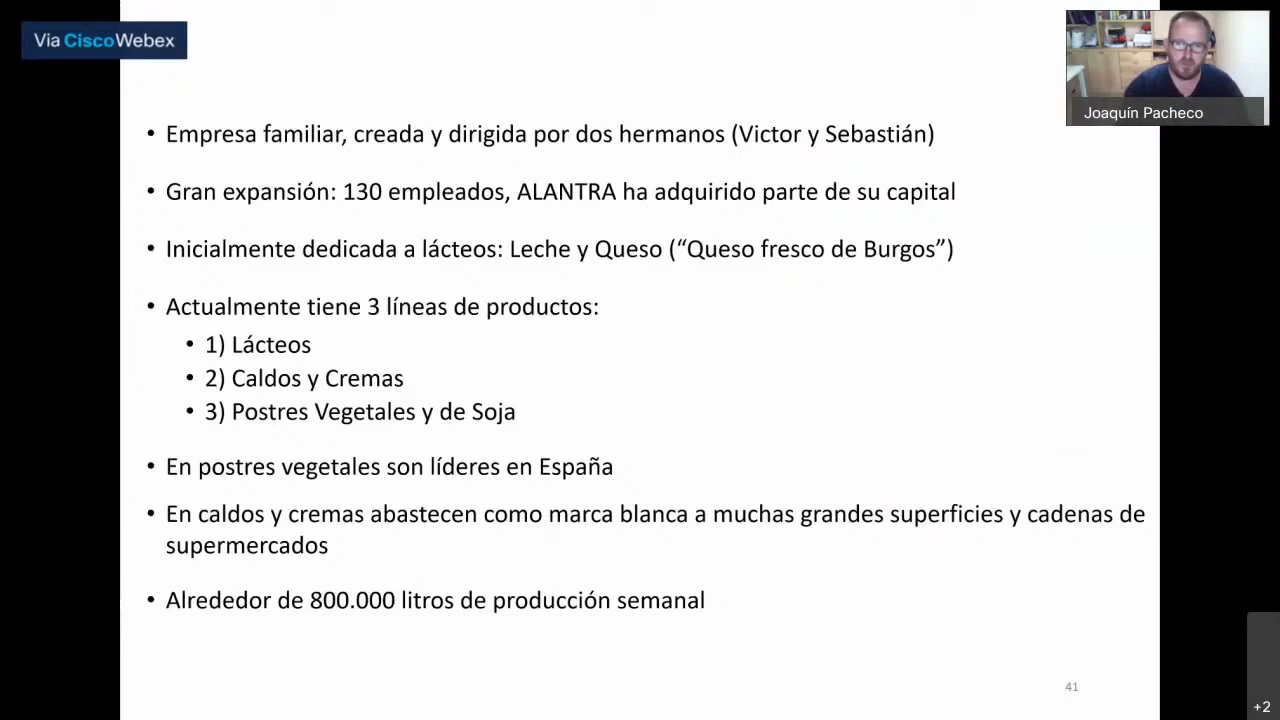 Via CiscoWebex
Joaquín Pacheco
• Empresa familiar, creada y dirigida por dos hermanos (Victor y Sebastián)
• Gran expansión: 130 empleados, ALANTRA ha adquirido parte de su capital
• Inicialmente dedicada a lácteos: Leche y Queso (“Queso fresco de Burgos”)
• Actualmente tiene 3 líneas de productos:
• 1) Lácteos
• 2) Caldos y Cremas
• 3) Postres Vegetales y de Soja
• En postres vegetales son líderes en España
• En caldos y cremas abastecen como marca blanca a muchas grandes superficies y cadenas de
supermercados
• Alrededor de 800.000 litros de producción semanal
41
+2